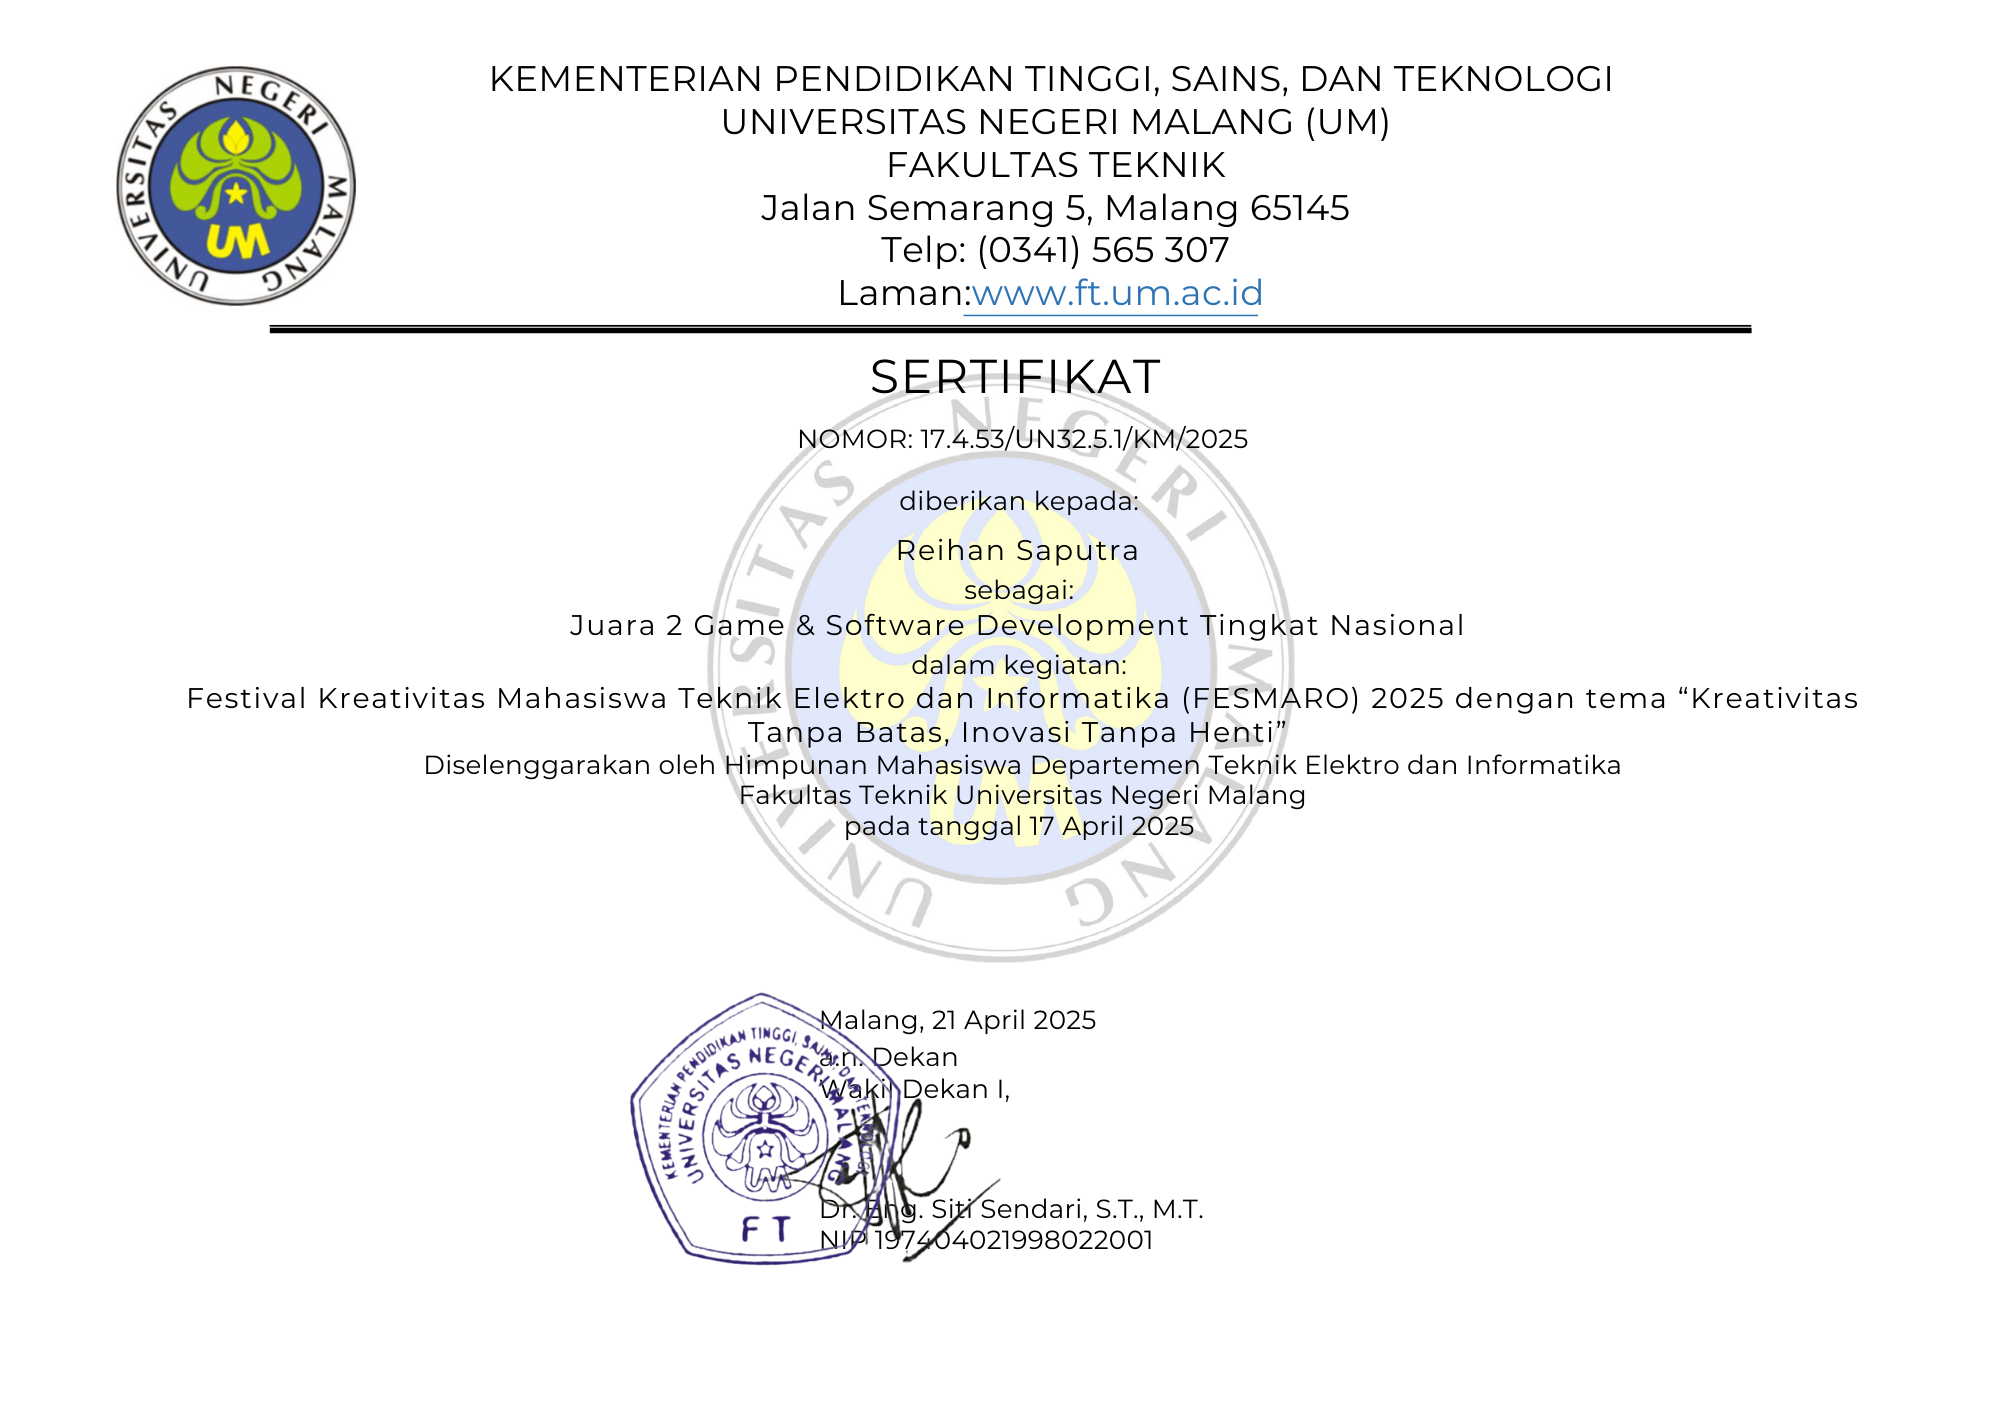 UNIVERSITAS NEGERI MALANG
UM
KEMENTERIAN PENDIDIKAN TINGGI, SAINS, DAN TEKNOLOGI
UNIVERSITAS NEGERI MALANG (UM)
FAKULTAS TEKNIK
Jalan Semarang 5, Malang 65145
Telp: (0341) 565 307
Laman:www.ft.um.ac.id
SERTIFIKAT
UNIVERSITAS NEGERI MALANG
UM
NOMOR: 17.4.53/UN32.5.1/KM/2025
diberikan kepada:
Reihan Saputra
sebagai:
Juara 2 Game & Software Development Tingkat Nasional
dalam kegiatan:
Festival Kreativitas Mahasiswa Teknik Elektro dan Informatika (FESMARO) 2025 dengan tema “Kreativitas
Tanpa Batas, Inovasi Tanpa Henti”
Diselenggarakan oleh Himpunan Mahasiswa Departemen Teknik Elektro dan Informatika
Fakultas Teknik Universitas Negeri Malang
pada tanggal 17 April 2025
Malang, 21 April 2025
a.n. Dekan
Wakil Dekan I,
KEMENTERIAN PENDIDIKAN TINGGI, SAINS, DAN TEKNOLOGI
UNIVERSITAS NEGERI MALANG
UM
FT
Dr. Eng. Siti Sendari, S.T., M.T.
NIP 197404021998022001